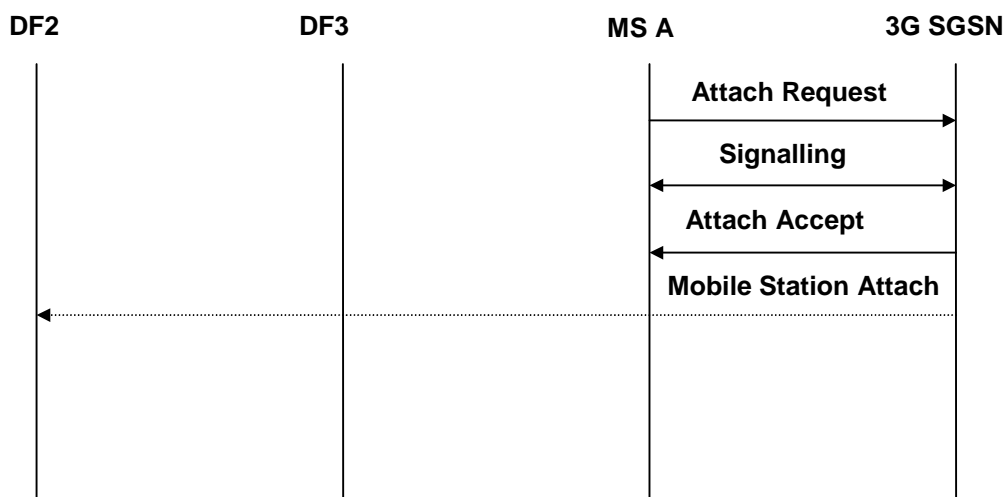 DF2 DF3 MS A 3G SGSN
Attach Request
Signalling
Attach Accept
Mobile Station Attach